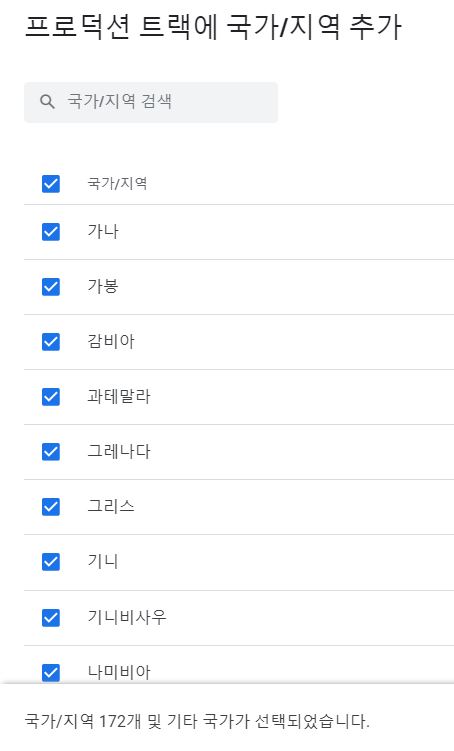 프로덕션 트랙에 국가/지역 추가
국가/지역 검색
국가/지역
가나
가봉
감비아
과테말라
그레나다
그리스
기니
기니비사우
나미비아
국가/지역 172개 및 기타 국가가 선택되었습니다.